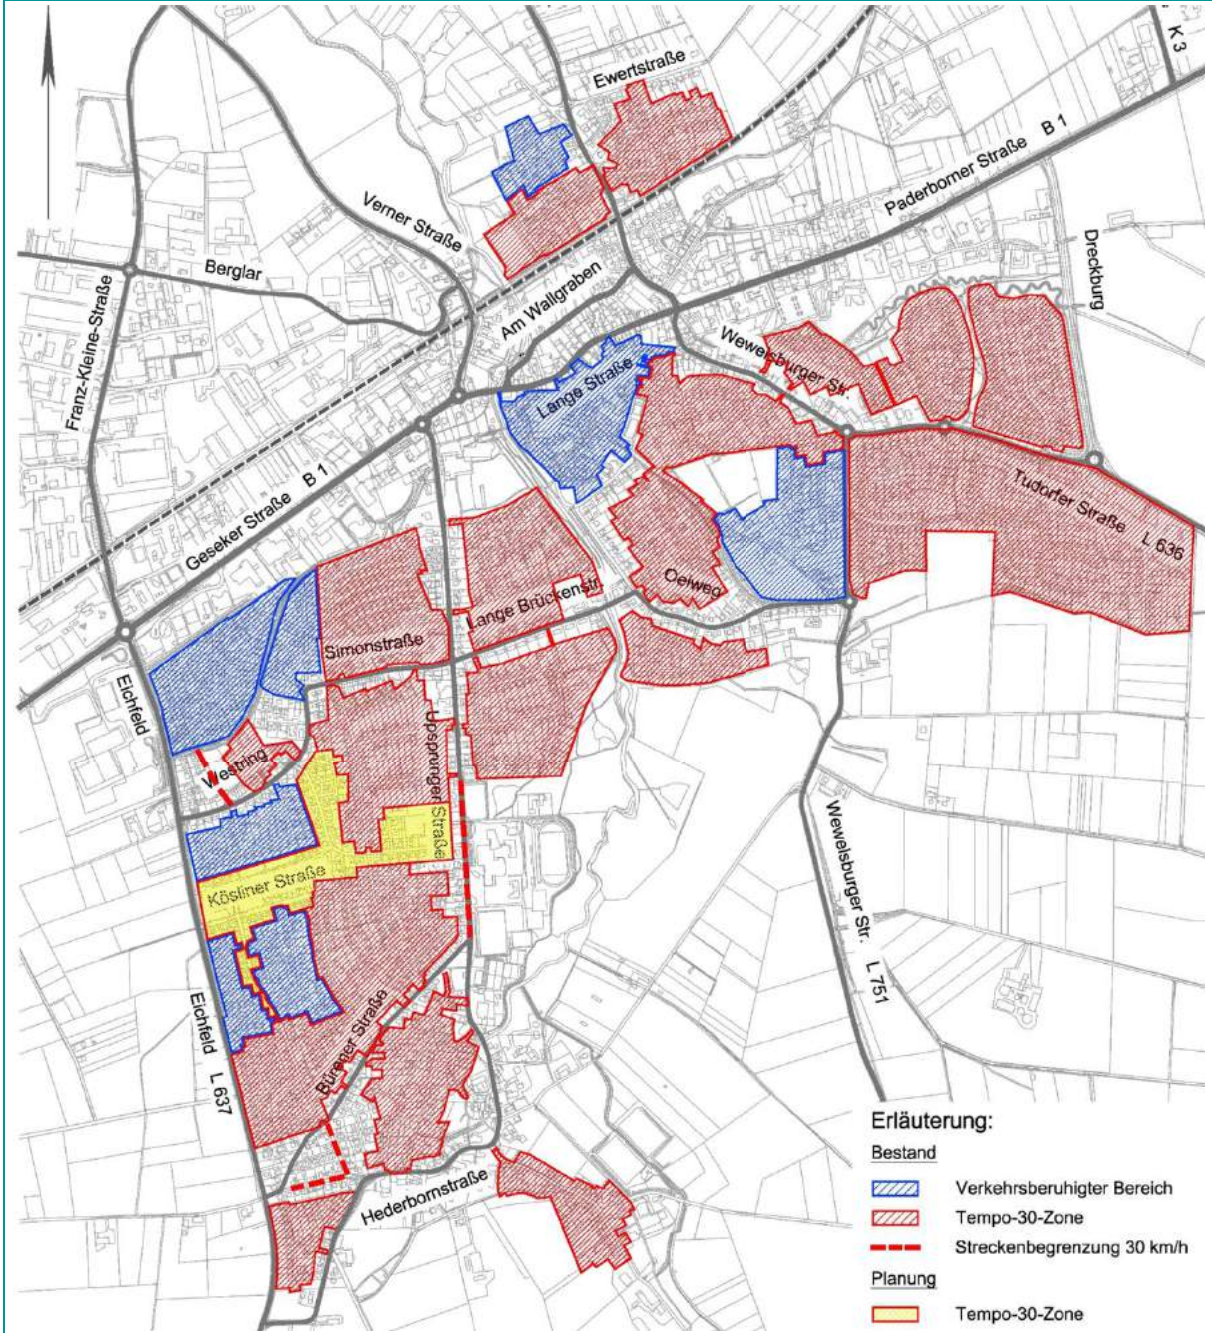 Ewertstraße
K 3
Paderborner Straße B 1
Verner Straße
Berglar
Dreckburg
Am Wallgraben
Franz-Kleine-Straße
Wewelsburger Str.
Lange Straße
Geseker Straße B 1
Tudorfer Straße L 636
Oelweg
Lange Brückenstr.
Simonstraße
Eichfeld
Upsprunger Straße
Westring
Wewelsburger Str. L 751
Kösliner Straße
Eichfeld L 637
Bürener Straße
Hederbornstraße
Erläuterung:
Bestand
Verkehrsberuhigter Bereich
Tempo-30-Zone
Streckenbegrenzung 30 km/h
Planung
Tempo-30-Zone